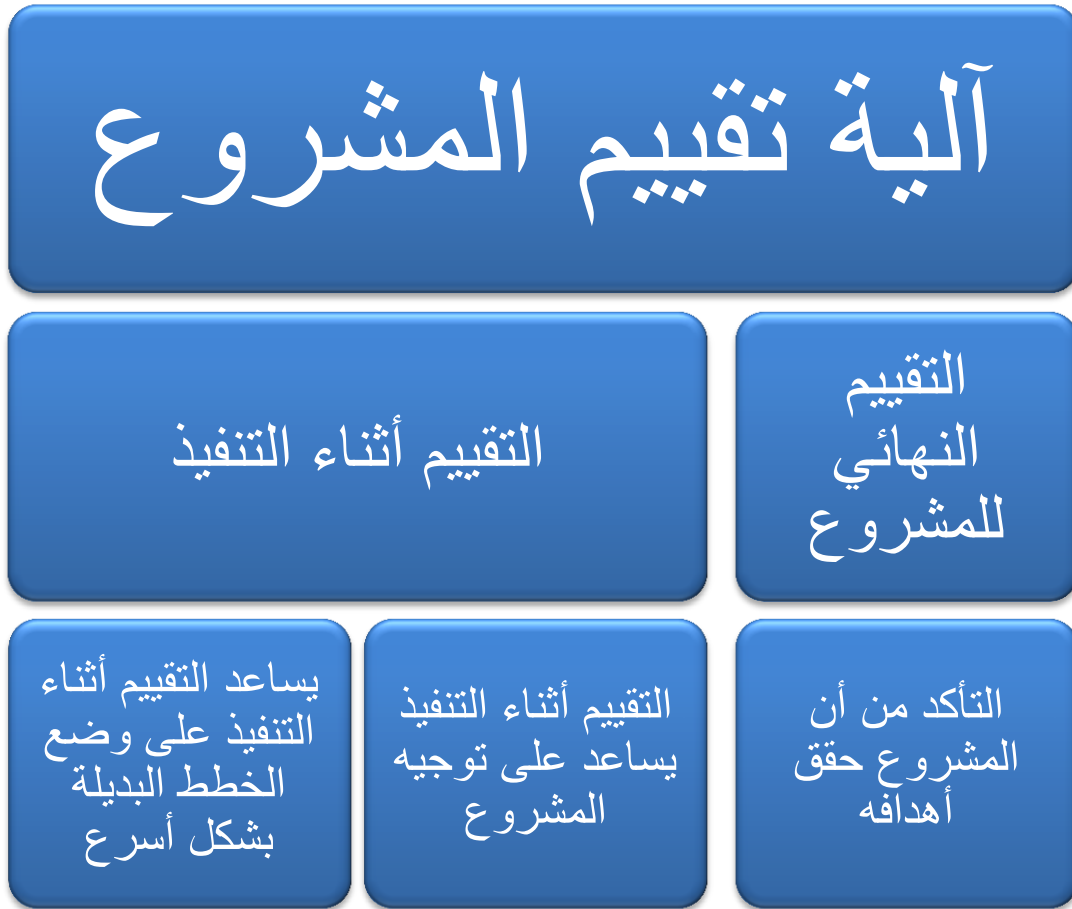 آلية تقييم المشروع
التقييم
النهائي
للمشروع
التقييم أثناء التنفيذ
التأكد من أن
المشروع حقق
أهدافه
التقييم أثناء التنفيذ
يساعد على توجيه
المشروع
يساعد التقييم أثناء
التنفيذ على وضع
الخطط البديلة
بشكل أسرع